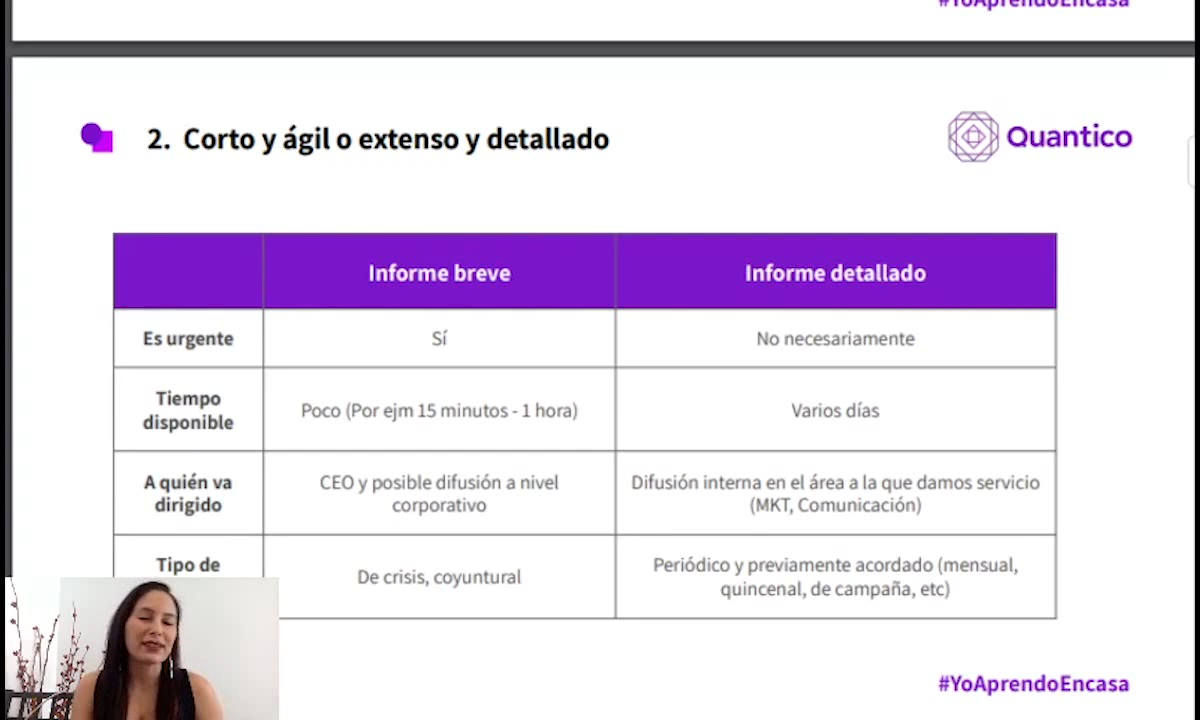 #YoAprendoEncasa
2. Corto y ágil o extenso y detallado
Quantico
Informe breve
Informe detallado
Es urgente
Sí
No necesariamente
Tiempo
disponible
Poco (Por ejm 15 minutos - 1 hora)
Varios días
A quién va
dirigido
CEO y posible difusión a nivel
corporativo
Difusión interna en el área a la que damos servicio
(MKT, Comunicación)
Tipo de
De crisis, coyuntural
Periódico y previamente acordado (mensual,
quincenal, de campaña, etc)
#YoAprendoEncasa